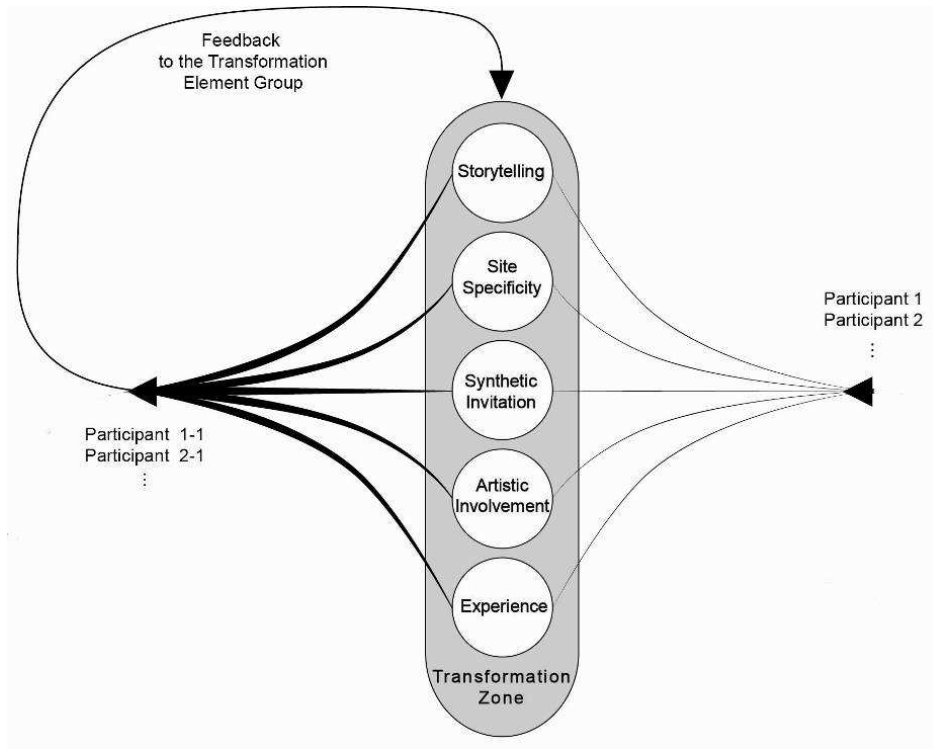 Feedback
to the Transformation
Element Group
Storytelling
Site
Specificity
Synthetic
Invitation
Artistic
Involvement
Experience
Transformation
Zone
Participant 1
Participant 2
⋮
Participant 1-1
Participant 2-1
⋮